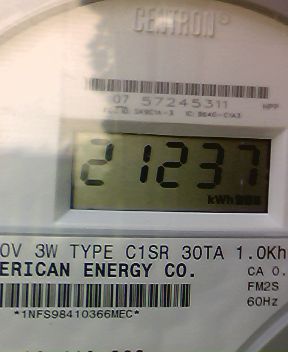 CENTRON®
07 57245311
21237
kWh
0V 3W TYPE C1SR 30TA 1.0Kh
ERICAN ENERGY CO. CA 0.
FM2S
60Hz
*1NFS98410366MEC*